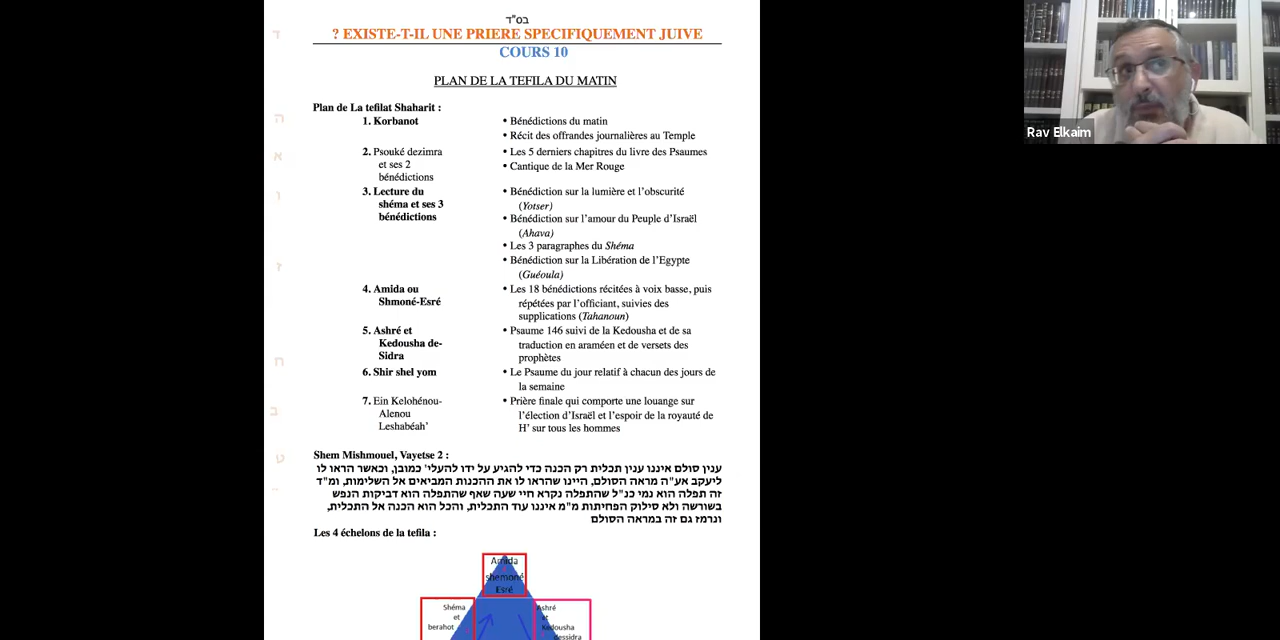 בס"ד
? EXISTE-T-IL UNE PRIERE SPECIFIQUEMENT JUIVE
COURS 10
PLAN DE LA TEFILA DU MATIN
Plan de La tefilat Shaharit :
1. Korbanot
• Bénédictions du matin
• Récit des offrandes journalières au Temple
2. Psouké dezimra
et ses 2
bénédictions
• Les 5 derniers chapitres du livre des Psaumes
• Cantique de la Mer Rouge
3. Lecture du
shéma et ses 3
bénédictions
• Bénédiction sur la lumière et l'obscurité
(Yotser)
• Bénédiction sur l'amour du Peuple d'Israël
(Ahava)
• Les 3 paragraphes du Shéma
• Bénédiction sur la Libération de l'Egypte
(Guéoula)
4. Amida ou
Shmoné-Esré
• Les 18 bénédictions récitées à voix basse, puis
répétées par l'officiant, suivies des
supplications (Tahanoun)
5. Ashré et
Kedousha de-
Sidra
• Psaume 146 suivi de la Kedousha et de sa
traduction en araméen et de versets des
prophètes
6. Shir shel yom
• Le Psaume du jour relatif à chacun des jours de
la semaine
7. Ein Kelohénou-
Alenou
Leshabéah'
• Prière finale qui comporte une louange sur
l'élection d'Israël et l'espoir de la royauté de
H' sur tous les hommes
Shem Mishmouel, Vayetse 2 :
ענין סולם איננו ענין תכלית רק הכנה כדי להגיע על ידו להעלי' כמובן, וכאשר הראו לו
ליעקב אע"ה מראה הסולם, היינו שהראו לו את ההכנות המביאים אל השלימות, ומ"ד
זה תפלה הוא נמי כנ"ל שהתפלה נקרא חיי שעה שאף שהתפלה הוא דביקות הנפש
בשורשה ולא סילוק הפחיתות מ"מ איננו עוד התכלית, והכל הוא הכנה אל התכלית,
ונרמז גם זה במראה הסולם
Les 4 échelons de la tefila :
Amida
shemoné
Esré
Shéma
et
berahot
Ashré
et
Kedousha
dessidra
ד
ה
א
ו
ז
ח
ב
ט
Rav Elkaim